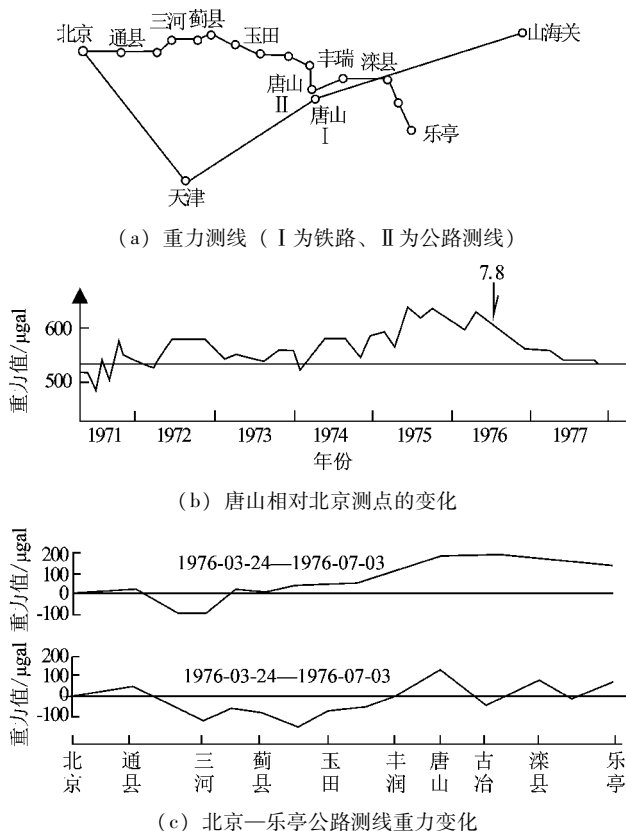 北京
通县
三河
蓟县
玉田
丰瑞
唐山
Ⅱ
唐山
Ⅰ
滦县
乐亭
山海关
天津
(a) 重力测线 (Ⅰ为铁路、Ⅱ为公路测线)
7.8
重力值/μgal
600
500
1971 1972 1973 1974 1975 1976 1977
年份
(b) 唐山相对北京测点的变化
重力值/μgal
200
100
0
-100
1976-03-24—1976-07-03
重力值/μgal
200
100
0
-100
1976-03-24—1976-07-03
北京 通县 三河 蓟县 玉田 丰润 唐山 古冶 滦县 乐亭
(c) 北京—乐亭公路测线重力变化